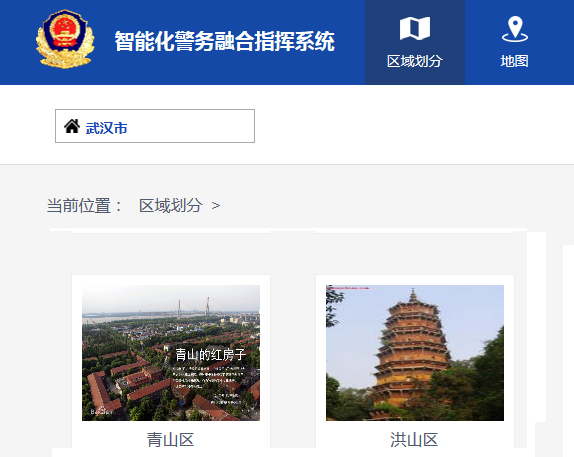 智能化警务融合指挥系统
区域划分
地图
武汉市
当前位置： 区域划分 >
青山的红房子
青山区
洪山区